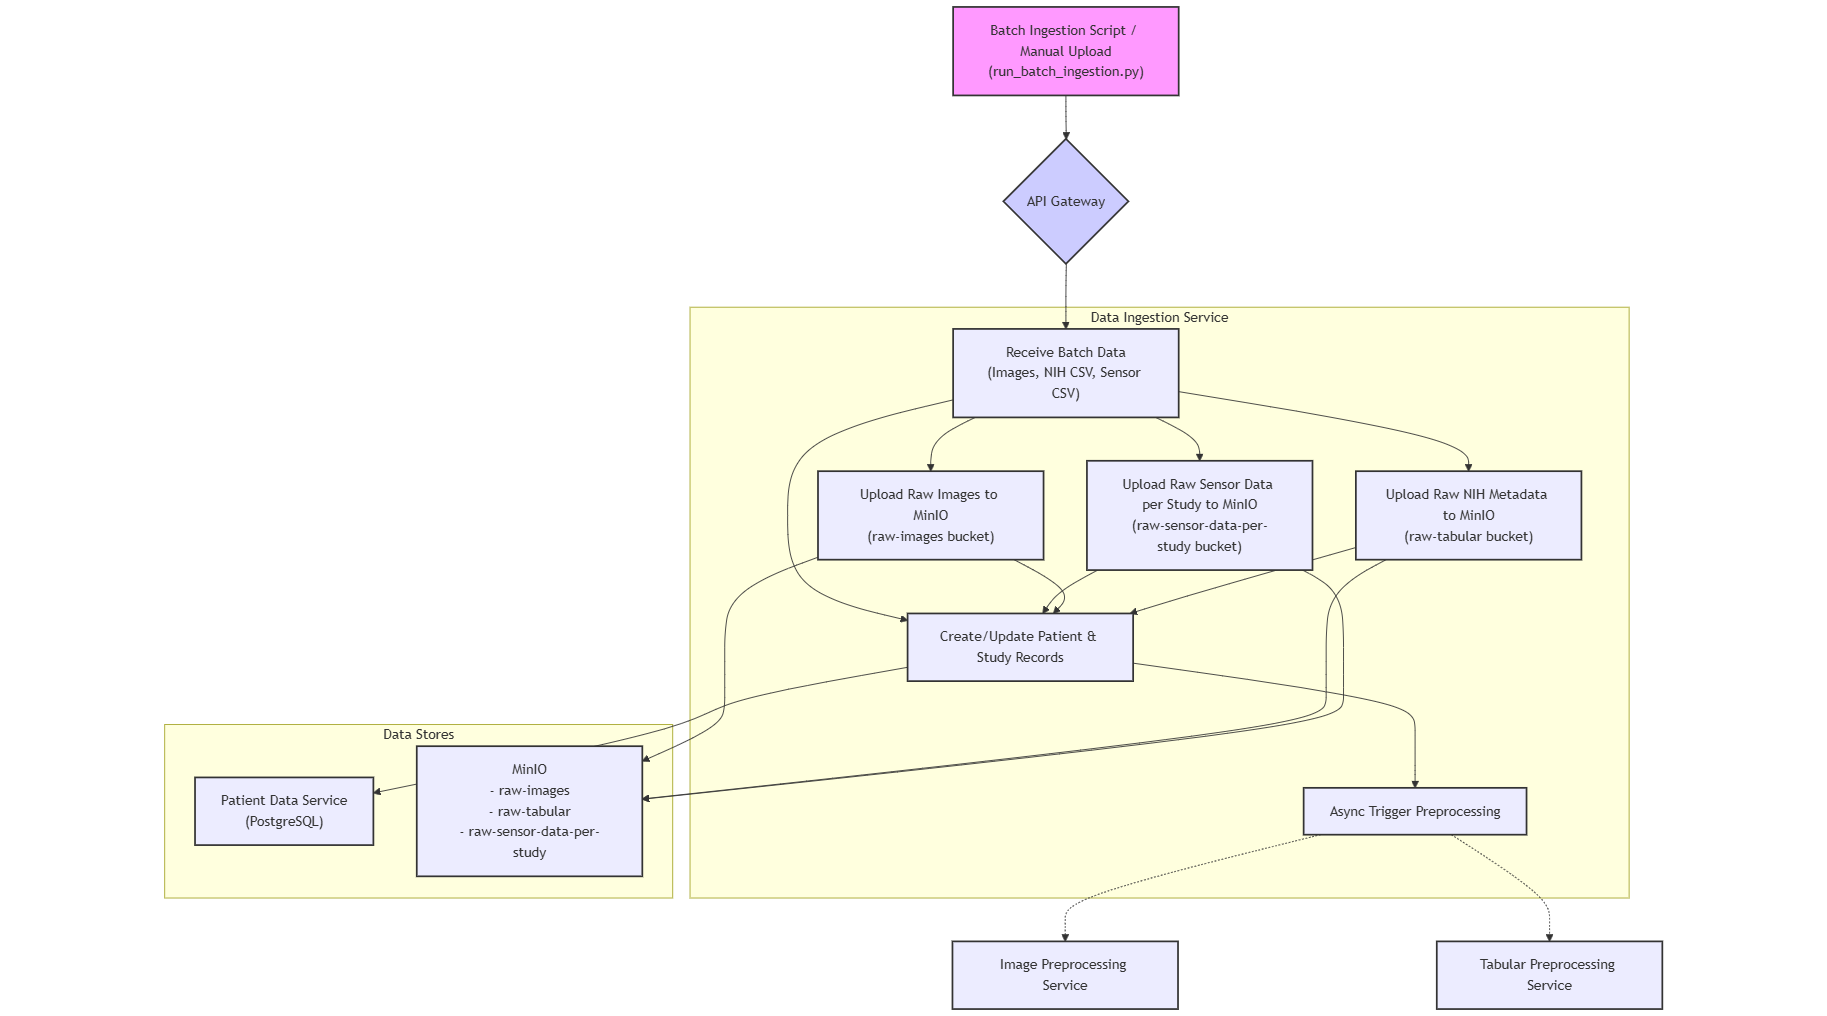 Batch Ingestion Script /
Manual Upload
(run_batch_ingestion.py)
API Gateway
Data Ingestion Service
Receive Batch Data
(Images, NIH CSV, Sensor
CSV)
Upload Raw Images to
MinIO
(raw-images bucket)
Upload Raw Sensor Data
per Study to MinIO
(raw-sensor-data-per-
study bucket)
Upload Raw NIH Metadata
to MinIO
(raw-tabular bucket)
Create/Update Patient &
Study Records
Data Stores
Patient Data Service
(PostgreSQL)
MinIO
- raw-images
- raw-tabular
- raw-sensor-data-per-
study
Async Trigger Preprocessing
Image Preprocessing
Service
Tabular Preprocessing
Service